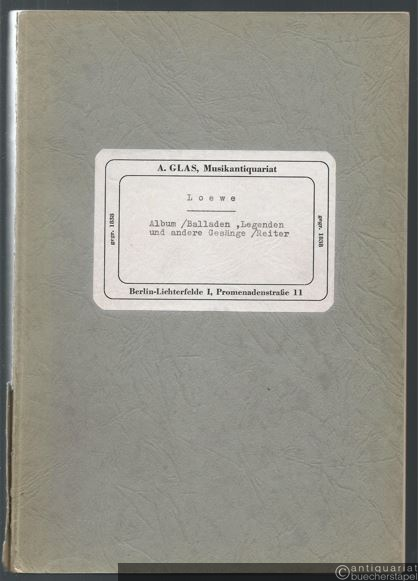 A. GLAS, Musikantiquariat
gegr. 1838
gegr. 1838
L o e w e
Album /Balladen ,Legenden
und andere Gesänge /Reiter
Berlin-Lichterfelde I, Promenadenstraße 11
©antiquariat
buecherstapel